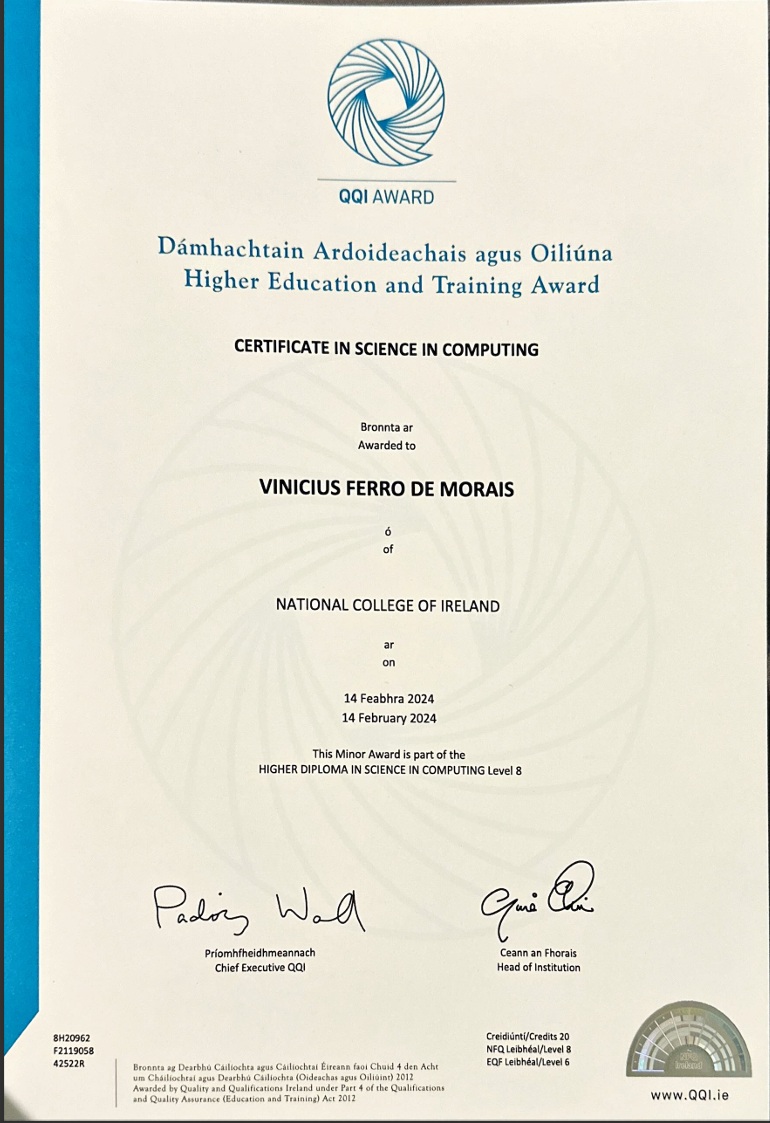 QQI AWARD
Dámhachtain Ardoideachais agus Oiliúna
Higher Education and Training Award
CERTIFICATE IN SCIENCE IN COMPUTING
Bronnta ar
Awarded to
VINICIUS FERRO DE MORAIS
ó
of
NATIONAL COLLEGE OF IRELAND
ar
on
14 Feabhra 2024
14 February 2024
This Minor Award is part of the
HIGHER DIPLOMA IN SCIENCE IN COMPUTING Level 8
Príomhfheidhmeannach
Chief Executive QQI
Ceann an Fhorais
Head of Institution
8H20962
F2119058
42522R
Bronnta ag Dearbhú Cáilíochta agus Cáilíochtaí Éireann faoi Chuid 4 den Acht
um Cháilíochtaí agus Dearbhú Cáilíochta (Oideachas agus Oiliúint) 2012
Awarded by Quality and Qualifications Ireland under Part 4 of the Qualifications
and Quality Assurance (Education and Training) Act 2012
Creidiúntí/Credits 20
NFQ Leibhéal/Level 8
EQF Leibhéal/Level 6
www.QQI.ie